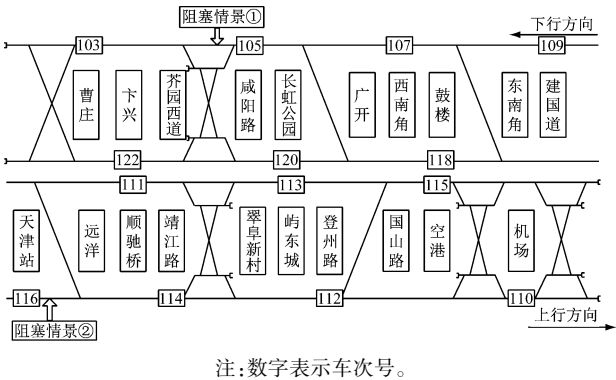 阻塞情景①
下行方向
103
105
107
109
曹庄
卞兴
芥园西道
咸阳路
长虹公园
广开
西南角
鼓楼
东南角
建国道
122
120
118
111
113
115
天津站
远洋
顺驰桥
靖江路
翠阜新村
屿东城
登州路
国山路
空港
机场
116
114
112
110
阻塞情景②
上行方向
注:数字表示车次号。